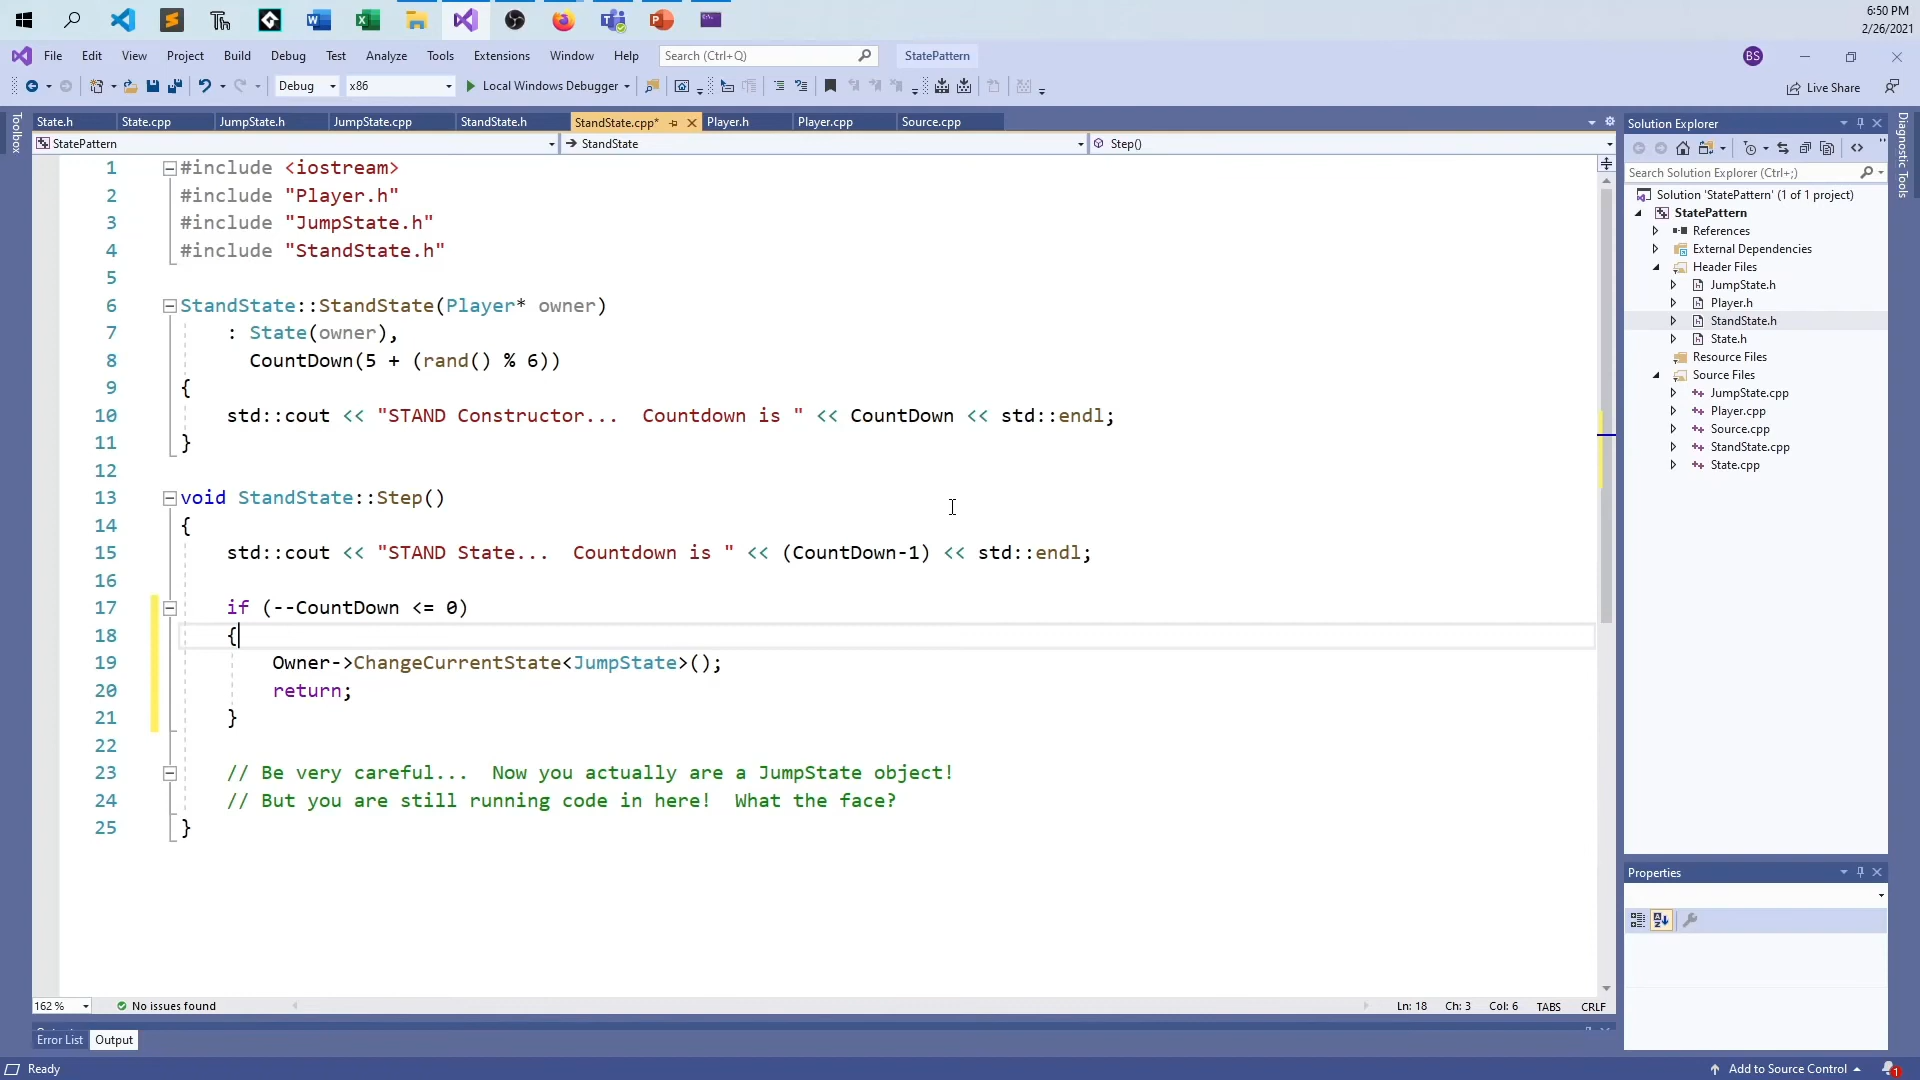 6:50 PM
2/26/2021
File Edit View Project Build Debug Test Analyze Tools Extensions Window Help Search (Ctrl+Q) StatePattern BS
Debug x86 Local Windows Debugger Live Share
Toolbox
State.h State.cpp JumpState.h JumpState.cpp StandState.h StandState.cpp* Player.h Player.cpp Source.cpp
StatePattern StandState Step()
1 #include <iostream>
2 #include "Player.h"
3 #include "JumpState.h"
4 #include "StandState.h"
5
6 StandState::StandState(Player* owner)
7 : State(owner),
8 CountDown(5 + (rand() % 6))
9 {
10 std::cout << "STAND Constructor...  Countdown is " << CountDown << std::endl;
11 }
12
13 void StandState::Step()
14 {
15 std::cout << "STAND State...  Countdown is " << (CountDown-1) << std::endl;
16
17 if (--CountDown <= 0)
18 {
19 Owner->ChangeCurrentState<JumpState>();
20 return;
21 }
22
23 // Be very careful...  Now you actually are a JumpState object!
24 // But you are still running code in here!  What the face?
25 }
162 % No issues found Ln: 18 Ch: 3 Col: 6 TABS CRLF
Error List Output
Ready Add to Source Control 1
Solution Explorer
Search Solution Explorer (Ctrl+;)
Solution 'StatePattern' (1 of 1 project)
StatePattern
References
External Dependencies
Header Files
JumpState.h
Player.h
StandState.h
State.h
Resource Files
Source Files
JumpState.cpp
Player.cpp
Source.cpp
StandState.cpp
State.cpp
Properties
Diagnostic Tools